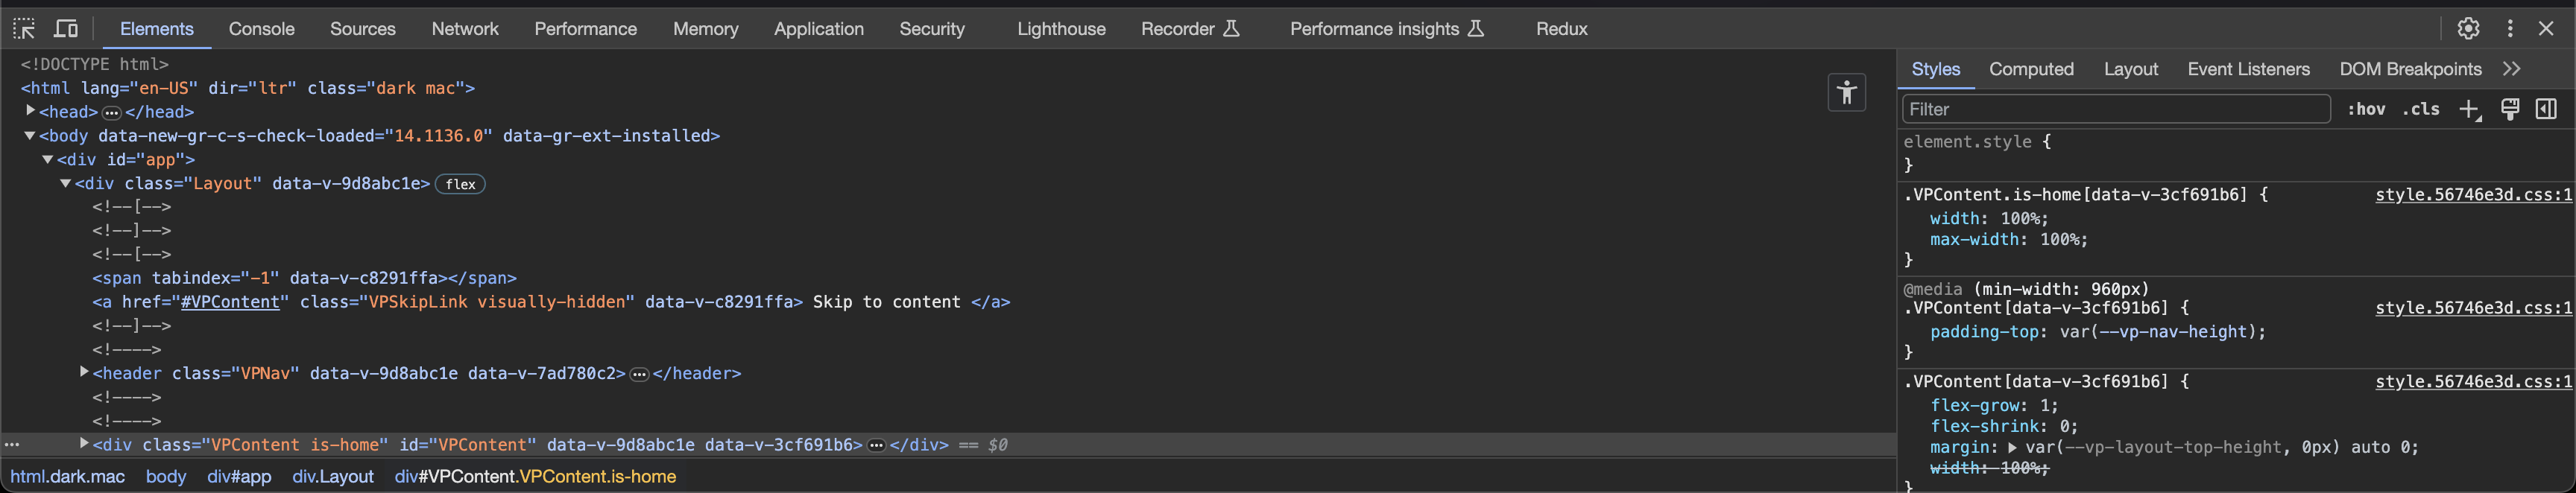 Elements Console Sources Network Performance Memory Application Security Lighthouse Recorder Performance insights Redux
<!DOCTYPE html>
<html lang="en-US" dir="ltr" class="dark mac">
<head>…</head>
<body data-new-gr-c-s-check-loaded="14.1136.0" data-gr-ext-installed>
<div id="app">
<div class="Layout" data-v-9d8abc1e> flex
<!--[-->
<!--]-->
<!--[-->
<span tabindex="-1" data-v-c8291ffa></span>
<a href="#VPContent" class="VPSkipLink visually-hidden" data-v-c8291ffa> Skip to content </a>
<!--]-->
<!---->
<header class="VPNav" data-v-9d8abc1e data-v-7ad780c2>…</header>
<!---->
<!---->
… <div class="VPContent is-home" id="VPContent" data-v-9d8abc1e data-v-3cf691b6>…</div> == $0
html.dark.mac body div#app div.Layout div#VPContent.VPContent.is-home
Styles Computed Layout Event Listeners DOM Breakpoints
Filter :hov .cls
element.style {
}
.VPContent.is-home[data-v-3cf691b6] { style.56746e3d.css:1
width: 100%;
max-width: 100%;
}
@media (min-width: 960px)
.VPContent[data-v-3cf691b6] { style.56746e3d.css:1
padding-top: var(--vp-nav-height);
}
.VPContent[data-v-3cf691b6] { style.56746e3d.css:1
flex-grow: 1;
flex-shrink: 0;
margin: var(--vp-layout-top-height, 0px) auto 0;
width: 100%;
}